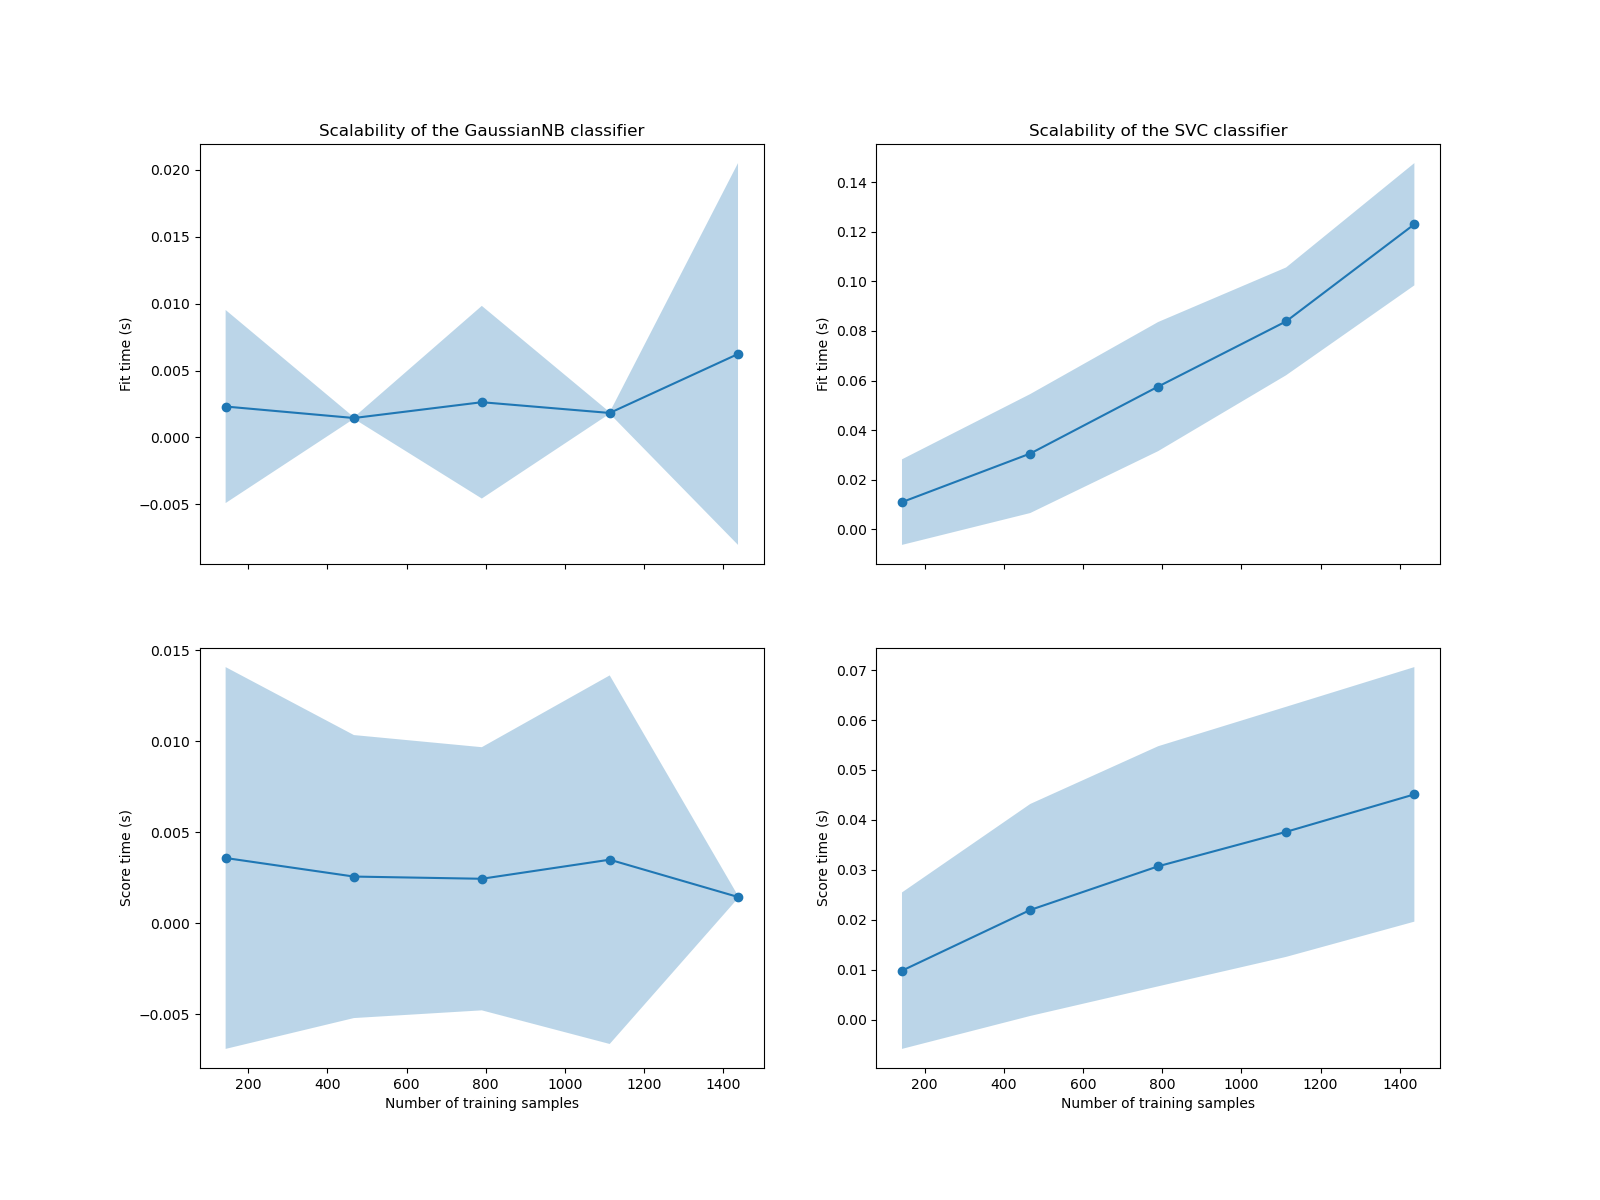 Scalability of the GaussianNB classifier
Fit time (s)
0.020
0.015
0.010
0.005
0.000
−0.005
Scalability of the SVC classifier
Fit time (s)
0.14
0.12
0.10
0.08
0.06
0.04
0.02
0.00
Score time (s)
0.015
0.010
0.005
0.000
−0.005
200 400 600 800 1000 1200 1400
Number of training samples
Score time (s)
0.07
0.06
0.05
0.04
0.03
0.02
0.01
0.00
200 400 600 800 1000 1200 1400
Number of training samples